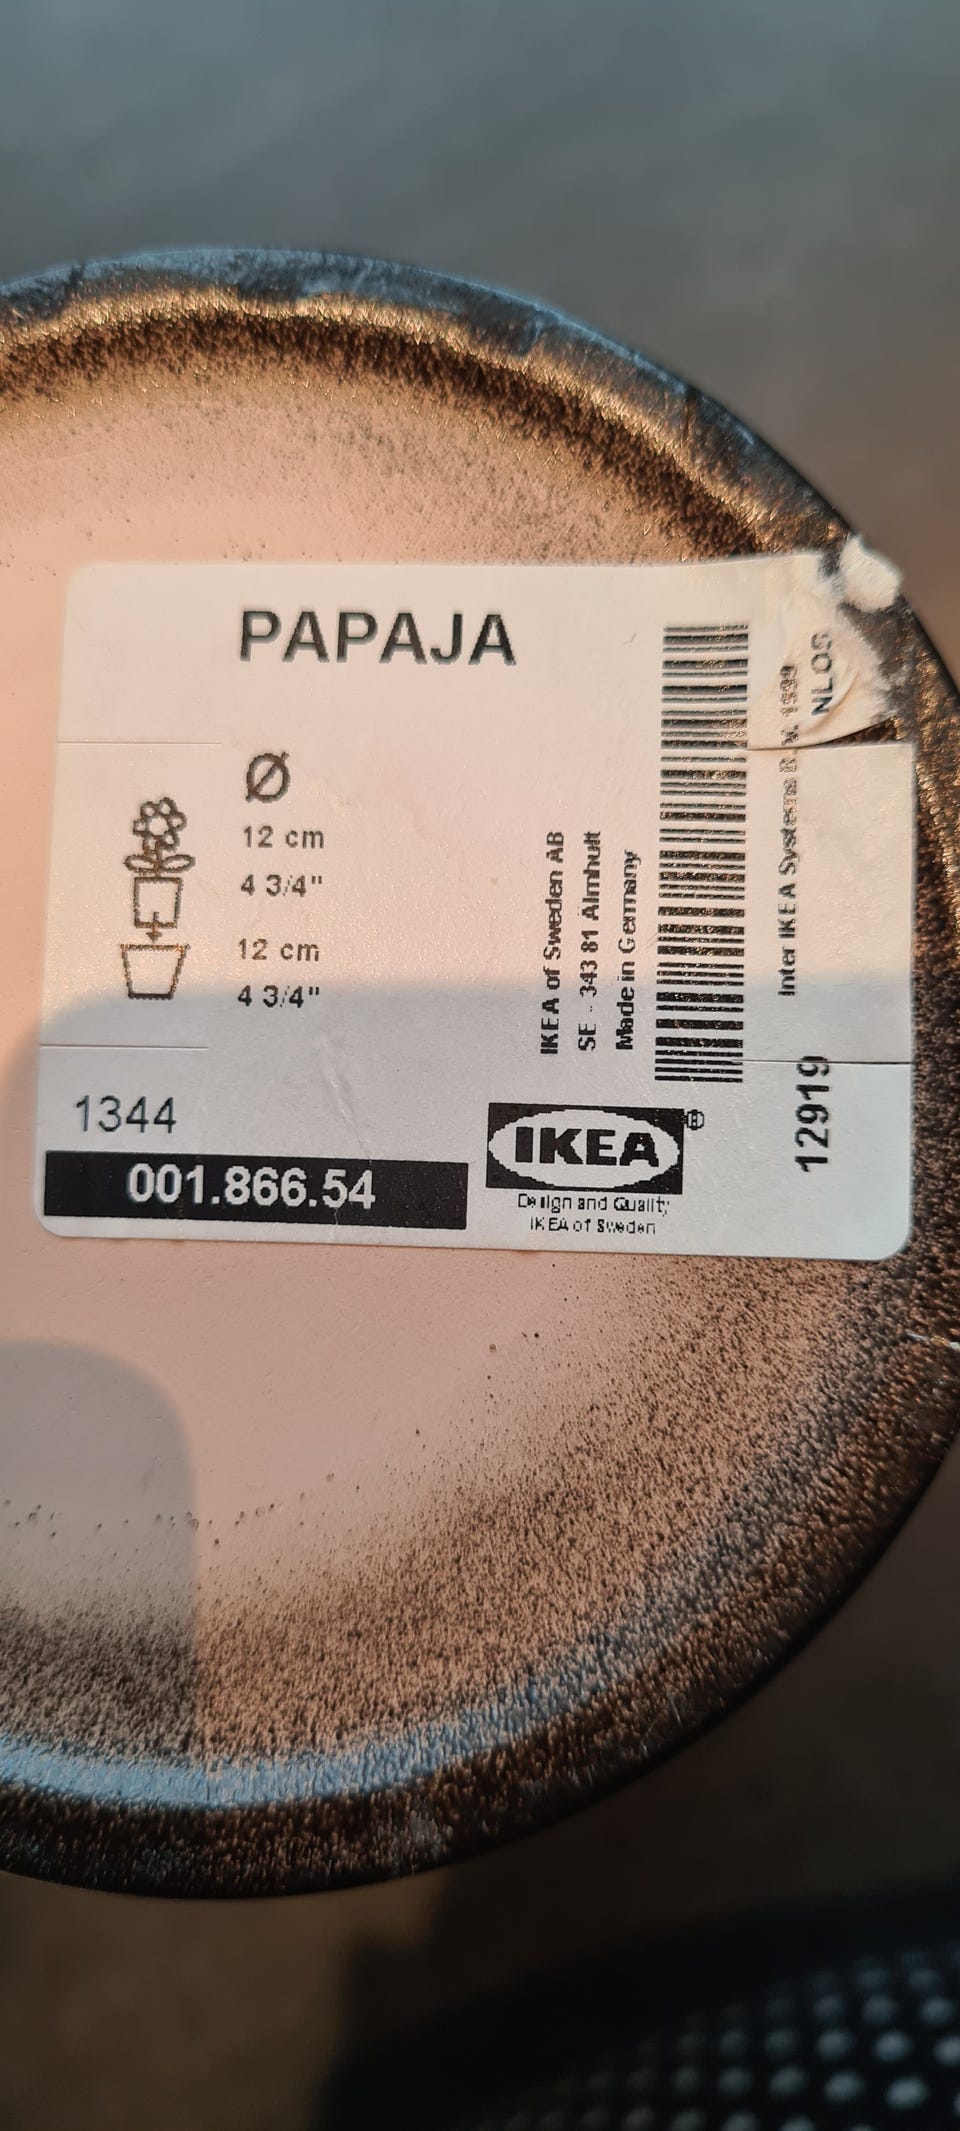 PAPAJA
Ø
12 cm
4 3/4"
12 cm
4 3/4"
1344
001.866.54
IKEA of Sweden AB
SE - 343 81 Älmhult
Made in Germany
IKEA®
Design and Quality
IKEA of Sweden
Inter IKEA Systems B.V. 1999
12919